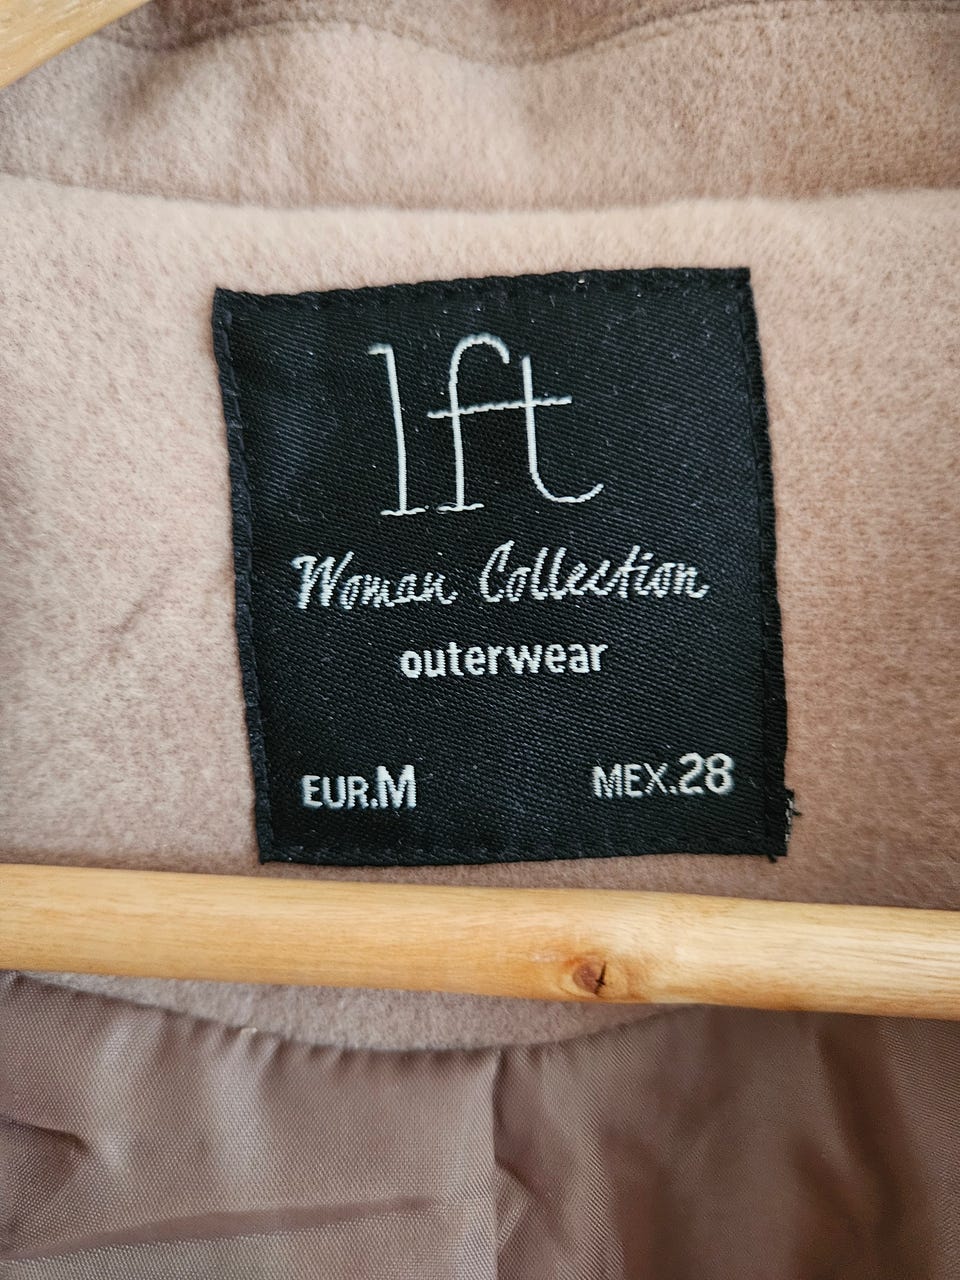 lft
Woman Collection
outerwear
EUR.M MEX.28